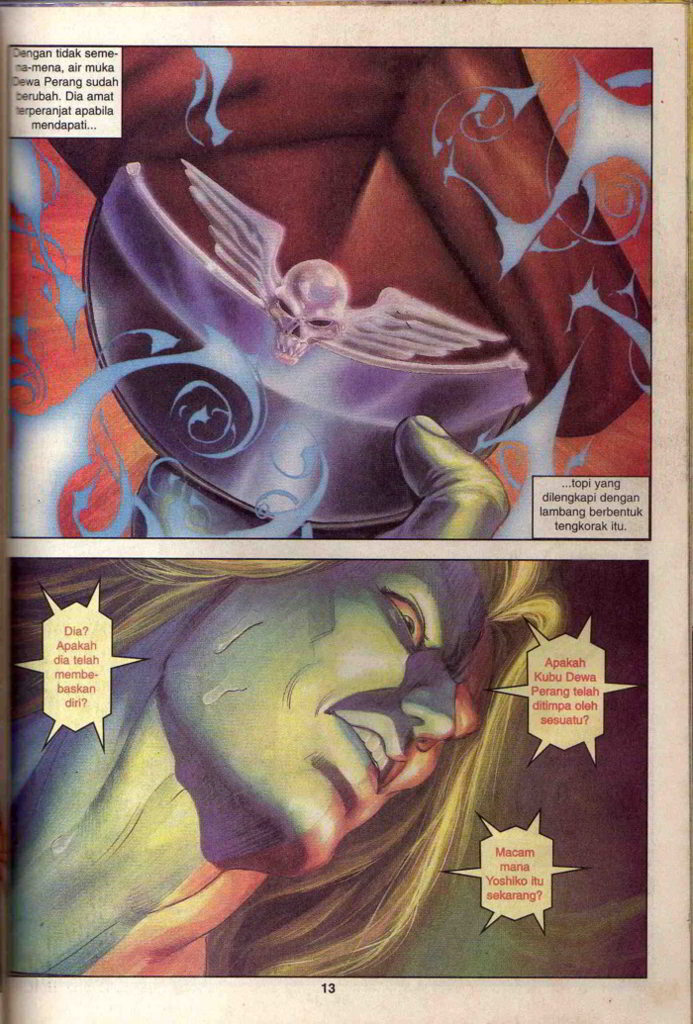 Dengan tidak seme-
na-mena, air muka
Dewa Perang sudah
berubah. Dia amat
terperanjat apabila
mendapati...
...topi yang
dilengkapi dengan
lambang berbentuk
tengkorak itu.
Dia?
Apakah
dia telah
membe-
baskan
diri?
Apakah
Kubu Dewa
Perang telah
ditimpa oleh
sesuatu?
Macam
mana
Yoshiko itu
sekarang?
13